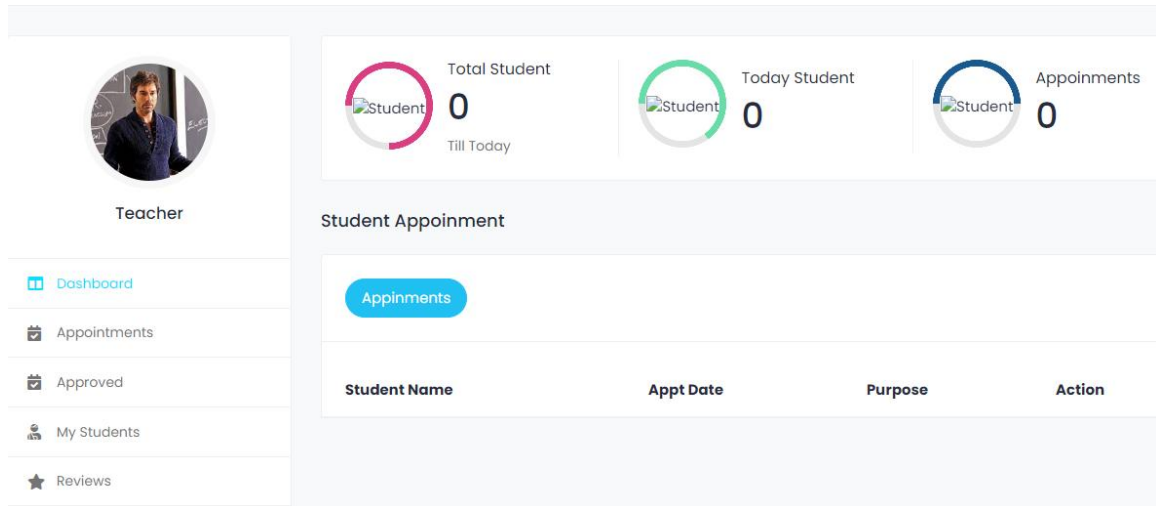 Teacher
Dashboard
Appointments
Approved
My Students
Reviews
Total Student
Student
0
Till Today
Today Student
Student
0
Appoinments
Student
0
Student Appoinment
Appinments
Student Name Appt Date Purpose Action